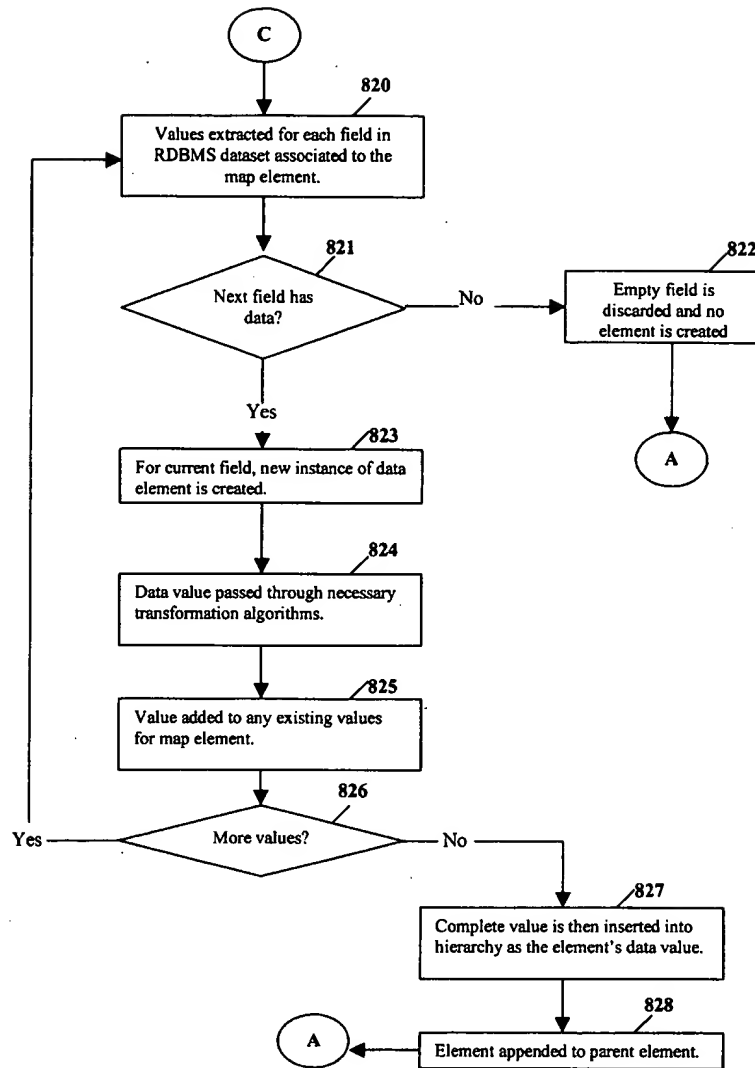 C
820
Values extracted for each field in
RDBMS dataset associated to the
map element.
821
Next field has
data?
No
822
Empty field is
discarded and no
element is created
A
Yes
823
For current field, new instance of data
element is created.
824
Data value passed through necessary
transformation algorithms.
825
Value added to any existing values
for map element.
826
More values?
Yes
No
827
Complete value is then inserted into
hierarchy as the element's data value.
828
Element appended to parent element.
A